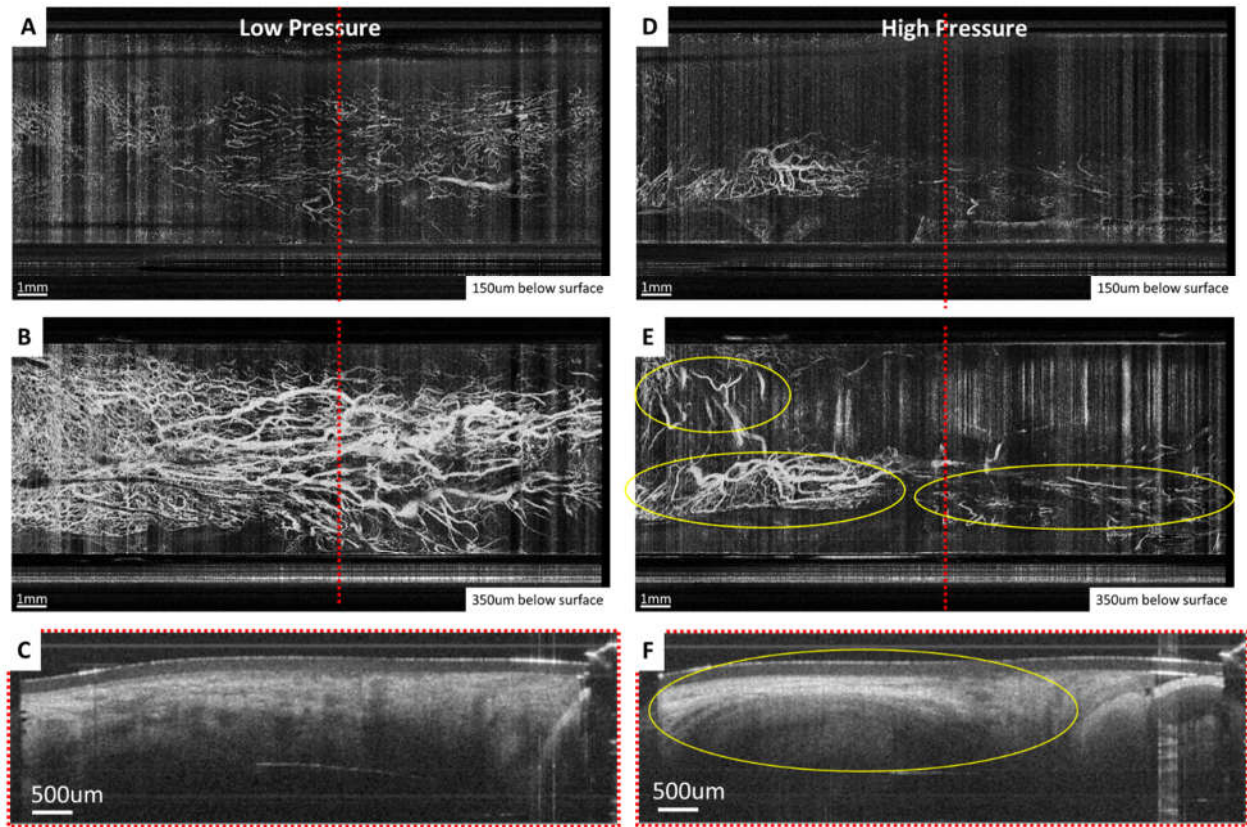 A
Low Pressure
1mm
150um below surface
D
High Pressure
1mm
150um below surface
B
1mm
350um below surface
E
1mm
350um below surface
C
500um
F
500um